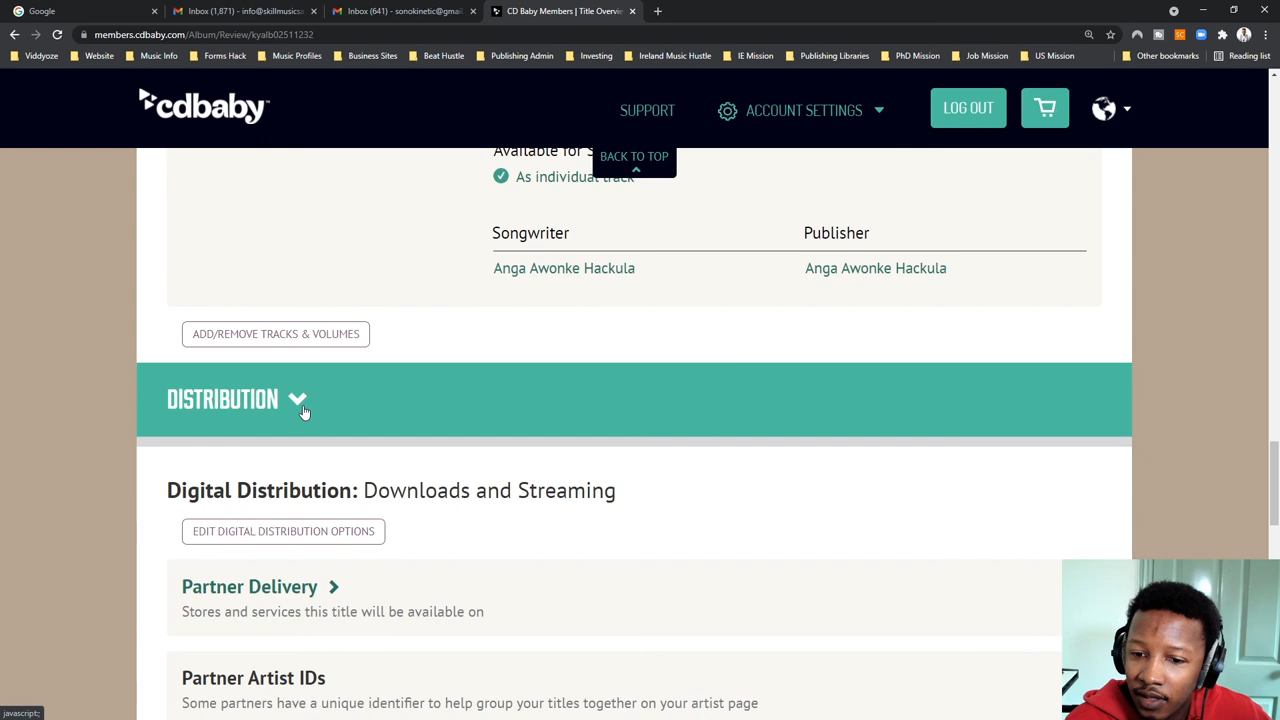 Google
Inbox (1,871) - info@skillmusics
Inbox (641) - sonokinetic@gmail
CD Baby Members | Title Overview
members.cdbaby.com/Album/Review/kyalb02511232
Viddyoze
Website
Music Info
Forms Hack
Music Profiles
Business Sites
Beat Hustle
Publishing Admin
Investing
Ireland Music Hustle
IE Mission
Publishing Libraries
PhD Mission
Job Mission
US Mission
Other bookmarks
Reading list
cdbaby
SUPPORT
ACCOUNT SETTINGS
LOG OUT
BACK TO TOP
Available for S
As individual track
Songwriter
Publisher
Anga Awonke Hackula
Anga Awonke Hackula
ADD/REMOVE TRACKS & VOLUMES
DISTRIBUTION
Digital Distribution: Downloads and Streaming
EDIT DIGITAL DISTRIBUTION OPTIONS
Partner Delivery
Stores and services this title will be available on
Partner Artist IDs
Some partners have a unique identifier to help group your titles together on your artist page
javascript:;